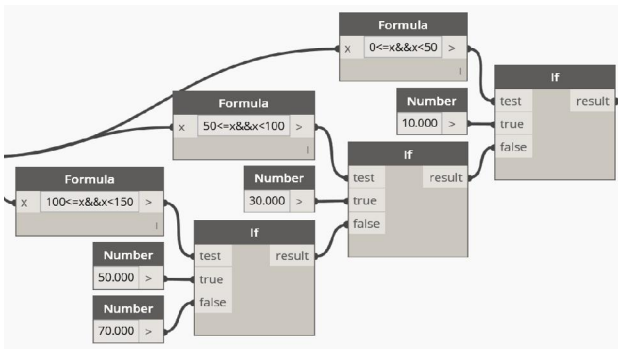 Formula
x 0<=x&&x<50 >
I
If
test result
true
false
Number
10.000 >
Formula
x 50<=x&&x<100 >
I
If
test result
true
false
Number
30.000 >
Formula
x 100<=x&&x<150 >
I
If
test result
true
false
Number
50.000 >
Number
70.000 >